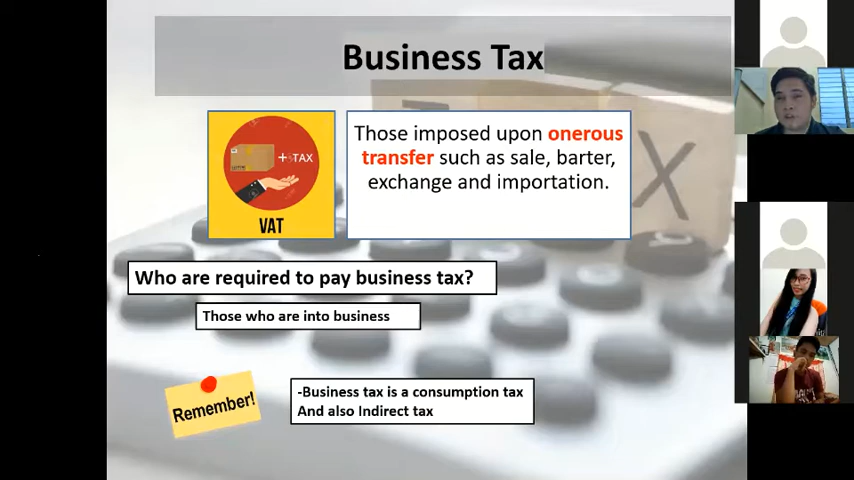 Business Tax
+ TAX
VAT
Those imposed upon onerous
transfer such as sale, barter,
exchange and importation.
X
Who are required to pay business tax?
Those who are into business
Remember!
-Business tax is a consumption tax
And also Indirect tax